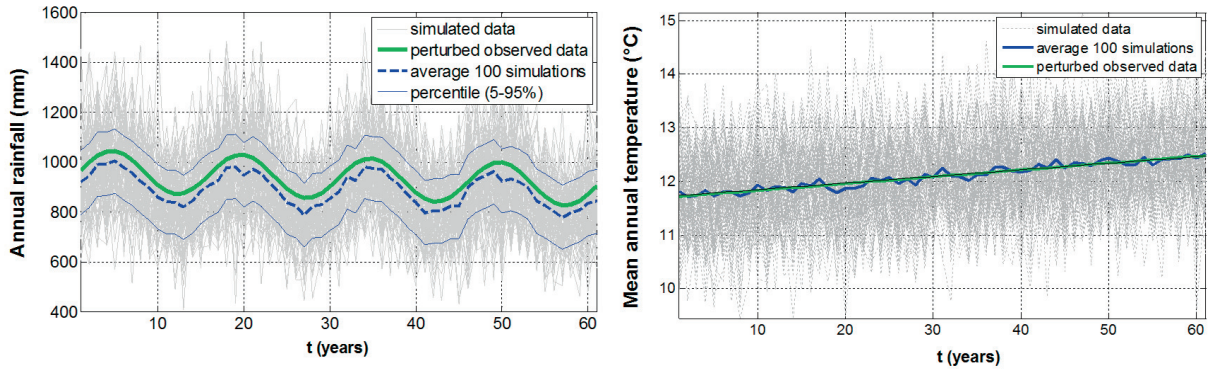 Annual rainfall (mm)
1600
1400
1200
1000
800
600
400
10
20
30
40
50
60
t (years)
simulated data
perturbed observed data
average 100 simulations
percentile (5-95%)
Mean annual temperature (°C)
15
14
13
12
11
10
10
20
30
40
50
60
t (years)
simulated data
average 100 simulations
perturbed observed data